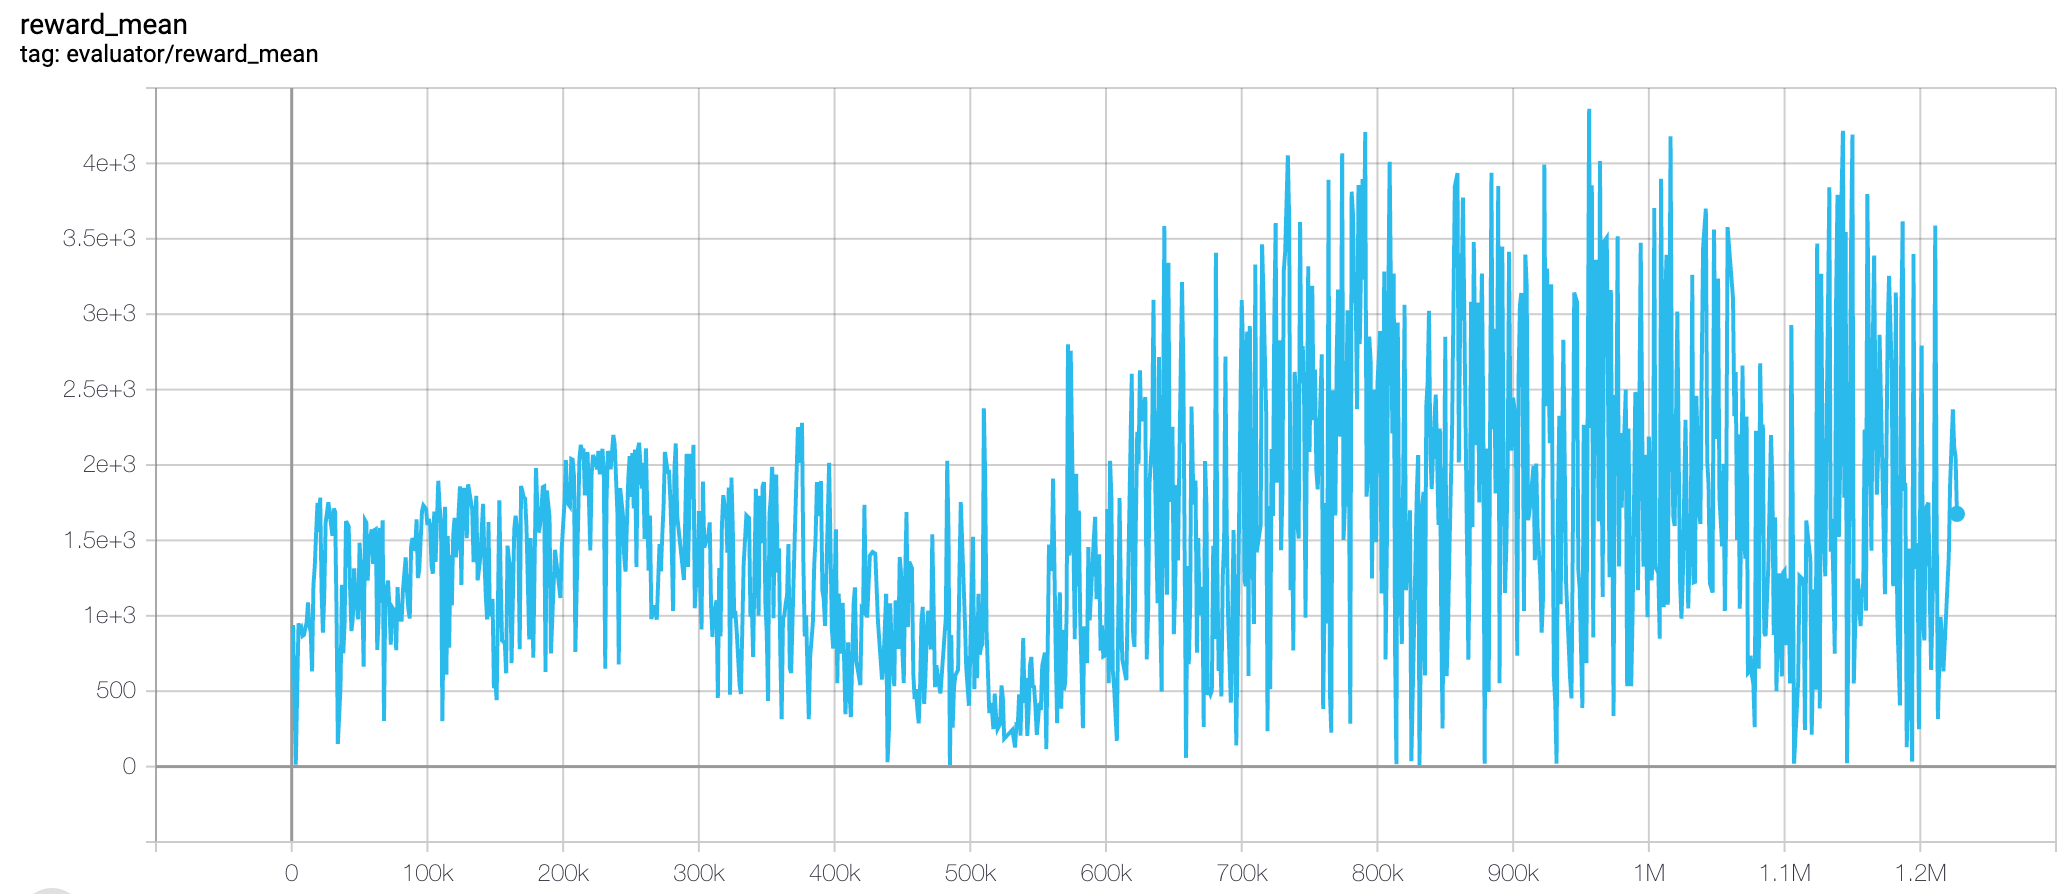 reward_mean
tag: evaluator/reward_mean
4e+3
3.5e+3
3e+3
2.5e+3
2e+3
1.5e+3
1e+3
500
0
0 100k 200k 300k 400k 500k 600k 700k 800k 900k 1M 1.1M 1.2M